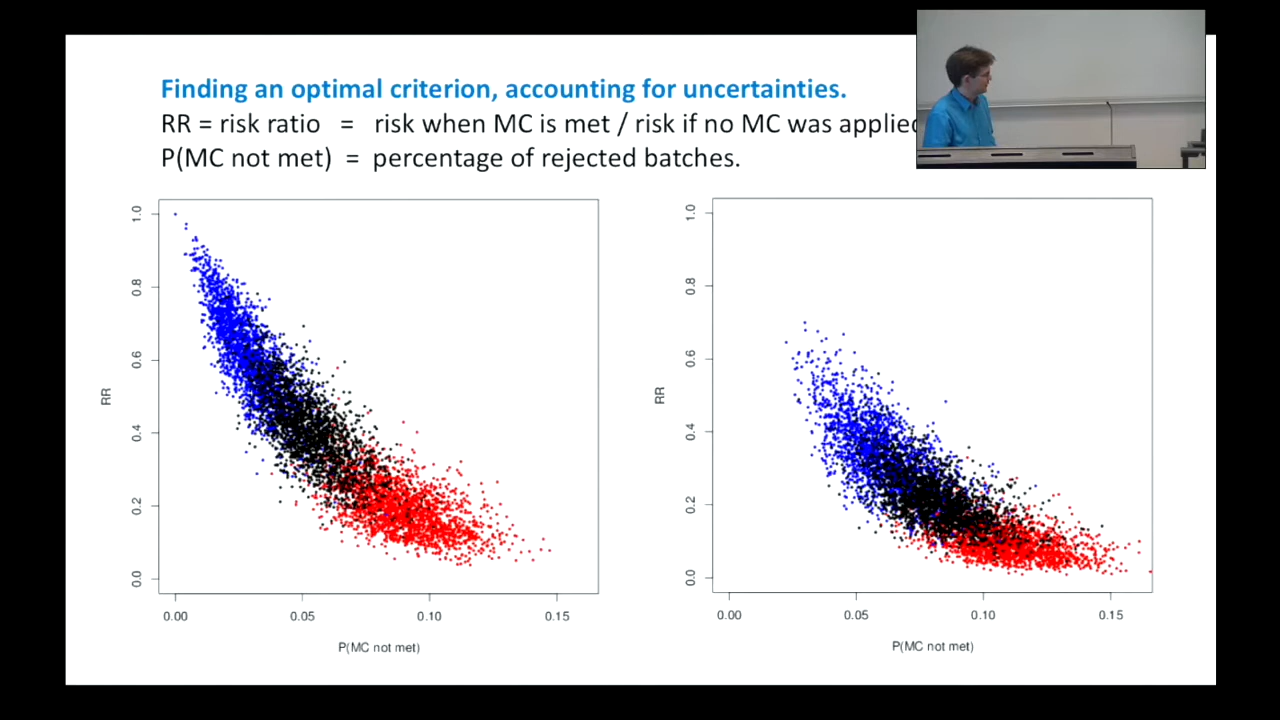 Finding an optimal criterion, accounting for uncertainties.
RR = risk ratio = risk when MC is met / risk if no MC was applied
P(MC not met) = percentage of rejected batches.
1.0
0.8
0.6
0.4
0.2
0.0
RR
0.00 0.05 0.10 0.15
P(MC not met)
1.0
0.8
0.6
0.4
0.2
0.0
RR
0.00 0.05 0.10 0.15
P(MC not met)